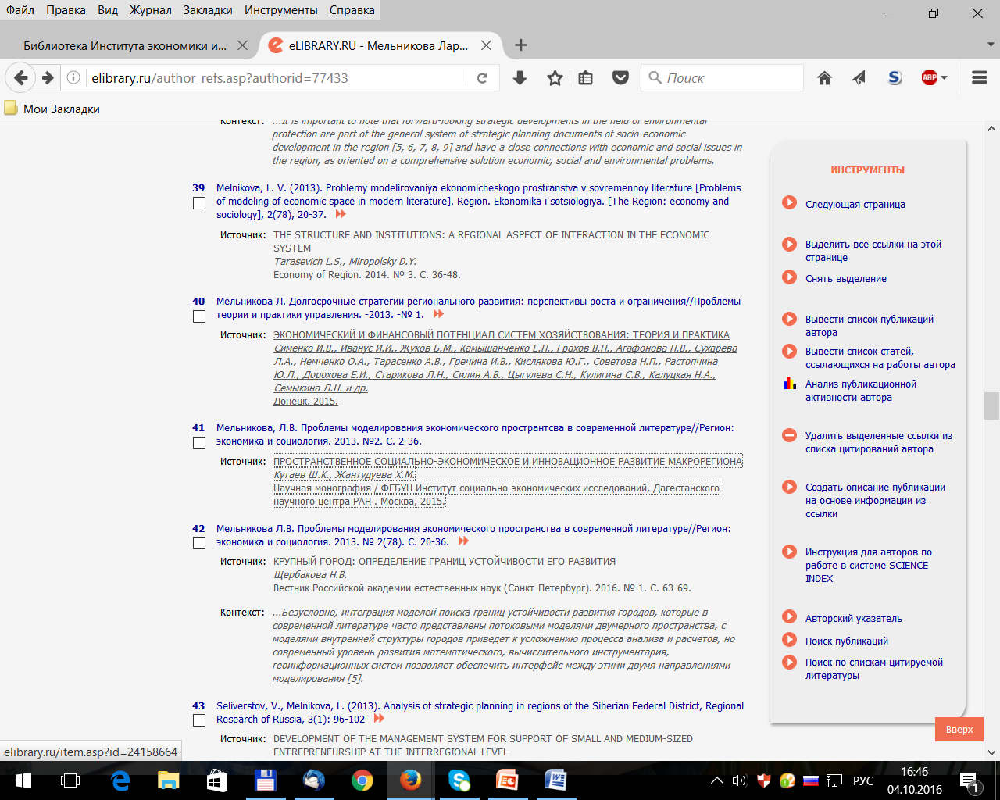 Файл Правка Вид Журнал Закладки Инструменты Справка
Библиотека Института экономики и... eLIBRARY.RU - Мельникова Лар...
elibrary.ru/author_refs.asp?authorid=77433 Поиск ABP
Мои Закладки
Контекст: ...It is important to note that forward-looking strategic developments in the field of environmental
protection are part of the general system of strategic planning documents of socio-economic
development in the region [5, 6, 7, 8, 9] and have a close connections with economic and social issues in
the region, as oriented on a comprehensive solution economic, social and environmental problems.
39 Melnikova, L. V. (2013). Problemy modelirovaniya ekonomicheskogo prostranstva v sovremennoy literature [Problems
of modeling of economic space in modern literature]. Region. Ekonomika i sotsiologiya. [The Region: economy and
sociology], 2(78), 20-37.
Источник: THE STRUCTURE AND INSTITUTIONS: A REGIONAL ASPECT OF INTERACTION IN THE ECONOMIC
SYSTEM
Tarasevich L.S., Miropolsky D.Y.
Economy of Region. 2014. № 3. С. 36-48.
40 Мельникова Л. Долгосрочные стратегии регионального развития: перспективы роста и ограничения//Проблемы
теории и практики управления. -2013. -№ 1.
Источник: ЭКОНОМИЧЕСКИЙ И ФИНАНСОВЫЙ ПОТЕНЦИАЛ СИСТЕМ ХОЗЯЙСТВОВАНИЯ: ТЕОРИЯ И ПРАКТИКА
Сименко И.В., Иванус И.И., Жуков Б.М., Камышанченко Е.Н., Грахов В.П., Агафонова Н.В., Сухарева
Л.А., Немченко О.А., Тарасенко А.В., Гречина И.В., Кислякова Ю.Г., Советова Н.П., Растопчина
Ю.Л., Дорохова Е.И., Старикова Л.Н., Силин А.В., Цыгулева С.Н., Кулигина С.В., Калуцкая Н.А.,
Семыкина Л.Н. и др.
Донецк, 2015.
41 Мельникова, Л.В. Проблемы моделирования экономического пространтсва в современной литературе//Регион:
экономика и социология. 2013. №2. С. 2-36.
Источник: ПРОСТРАНСТВЕННОЕ СОЦИАЛЬНО-ЭКОНОМИЧЕСКОЕ И ИННОВАЦИОННОЕ РАЗВИТИЕ МАКРОРЕГИОНА
Кутаев Ш.К., Жантудуева Х.М.
Научная монография / ФГБУН Институт социально-экономических исследований, Дагестанского
научного центра РАН . Москва, 2015.
42 Мельникова Л.В. Проблемы моделирования экономического пространства в современной литературе//Регион:
экономика и социология. 2013. № 2(78). С. 20-36.
Источник: КРУПНЫЙ ГОРОД: ОПРЕДЕЛЕНИЕ ГРАНИЦ УСТОЙЧИВОСТИ ЕГО РАЗВИТИЯ
Щербакова Н.В.
Вестник Российской академии естественных наук (Санкт-Петербург). 2016. № 1. С. 63-69.
Контекст: ...Безусловно, интеграция моделей поиска границ устойчивости развития городов, которые в
современной литературе часто представлены потоковыми моделями двумерного пространства, с
моделями внутренней структуры городов приведет к усложнению процесса анализа и расчетов, но
современный уровень развития математического, вычислительного инструментария,
геоинформационных систем позволяет обеспечить интерфейс между этими двумя направлениями
моделирования [5].
43 Seliverstov, V., Melnikova, L. (2013). Analysis of strategic planning in regions of the Siberian Federal District, Regional
Research of Russia, 3(1): 96-102
Источник: DEVELOPMENT OF THE MANAGEMENT SYSTEM FOR SUPPORT OF SMALL AND MEDIUM-SIZED
ENTREPRENEURSHIP AT THE INTERREGIONAL LEVEL
ИНСТРУМЕНТЫ
Следующая страница
Выделить все ссылки на этой
странице
Снять выделение
Вывести список публикаций
автора
Вывести список статей,
ссылающихся на работы автора
Анализ публикационной
активности автора
Удалить выделенные ссылки из
списка цитирований автора
Создать описание публикации
на основе информации из
ссылки
Инструкция для авторов по
работе в системе SCIENCE
INDEX
Авторский указатель
Поиск публикаций
Поиск по спискам цитируемой
литературы
Вверх
elibrary.ru/item.asp?id=24158664
РУС 16:46
04.10.2016 1